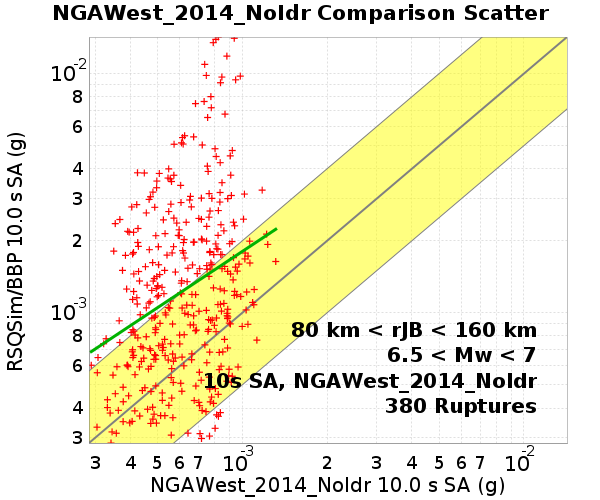 NGAWest_2014_NoIdr Comparison Scatter
RSQSim/BBP 10.0 s SA (g)
10-2
8
6
4
3
2
10-3
8
6
4
3
80 km < rJB < 160 km
6.5 < Mw < 7
10s SA, NGAWest_2014_NoIdr
380 Ruptures
3 4 5 6 7 10-3 2 3 4 5 6 7 10-2
NGAWest_2014_NoIdr 10.0 s SA (g)